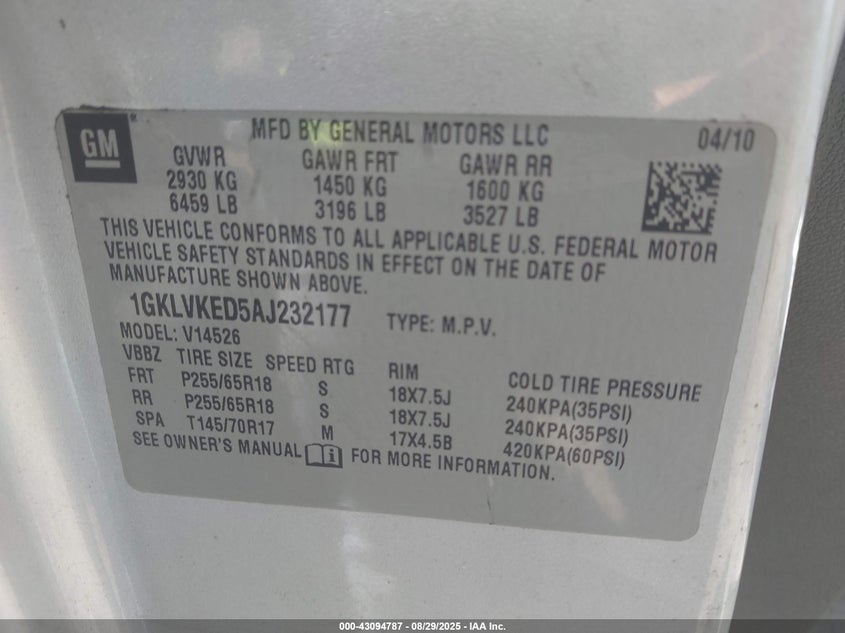 GM
MFD BY GENERAL MOTORS LLC 04/10
GVWR GAWR FRT GAWR RR
2930 KG 1450 KG 1600 KG
6459 LB 3196 LB 3527 LB
THIS VEHICLE CONFORMS TO ALL APPLICABLE U.S. FEDERAL MOTOR
VEHICLE SAFETY STANDARDS IN EFFECT ON THE DATE OF
MANUFACTURE SHOWN ABOVE.
1GKLVKED5AJ232177 TYPE: M.P.V.
MODEL: V14526
VBBZ TIRE SIZE SPEED RTG RIM COLD TIRE PRESSURE
FRT P255/65R18 S 18X7.5J 240KPA(35PSI)
RR P255/65R18 S 18X7.5J 240KPA(35PSI)
SPA T145/70R17 M 17X4.5B 420KPA(60PSI)
SEE OWNER'S MANUAL i FOR MORE INFORMATION.
000-43094787 - 08/29/2025 - IAA Inc.